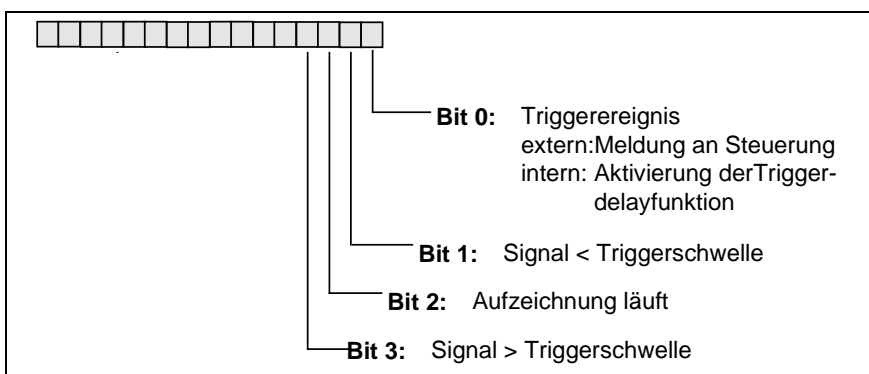 Bit 0: Triggerereignis
extern:Meldung an Steuerung
intern: Aktivierung derTrigger-
delayfunktion
Bit 1: Signal < Triggerschwelle
Bit 2: Aufzeichnung läuft
Bit 3: Signal > Triggerschwelle